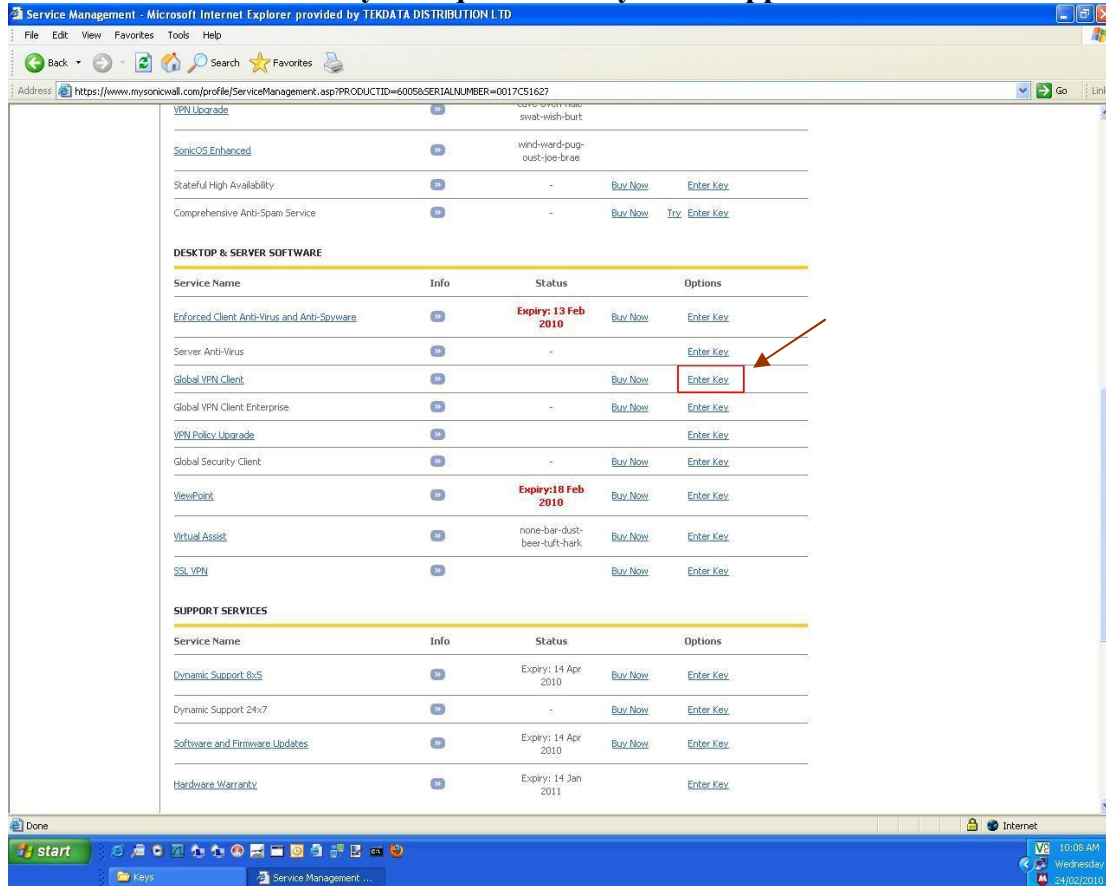 Service Management - Microsoft Internet Explorer provided by TEKDATA DISTRIBUTION LTD
File Edit View Favorites Tools Help
Back Search Favorites
Address https://www.mysonicwall.com/profile/ServiceManagement.asp?PRODUCTID=6005&SERIALNUMBER=0017C51627 Go
VPN Upgrade
swat-wish-burt
SonicOS Enhanced wind-ward-pug-
oust-joe-brae
Stateful High Availability - Buy Now Enter Key
Comprehensive Anti-Spam Service - Buy Now Try Enter Key
DESKTOP & SERVER SOFTWARE
Service Name Info Status Options
Enforced Client Anti-Virus and Anti-Spyware Expiry: 13 Feb
2010 Buy Now Enter Key
Server Anti-Virus - Enter Key
Global VPN Client Buy Now Enter Key
Global VPN Client Enterprise - Buy Now Enter Key
VPN Policy Upgrade Enter Key
Global Security Client - Buy Now Enter Key
ViewPoint Expiry:18 Feb
2010 Buy Now Enter Key
Virtual Assist none-bar-dust-
beer-tuft-hark Buy Now Enter Key
SSL VPN Buy Now Enter Key
SUPPORT SERVICES
Service Name Info Status Options
Dynamic Support 8x5 Expiry: 14 Apr
2010 Buy Now Enter Key
Dynamic Support 24x7 - Buy Now Enter Key
Software and Firmware Updates Expiry: 14 Apr
2010 Buy Now Enter Key
Hardware Warranty Expiry: 14 Jan
2011 Enter Key
Done Internet
start 10:08 AM
Wednesday
Keys Service Management ... 24/02/2010